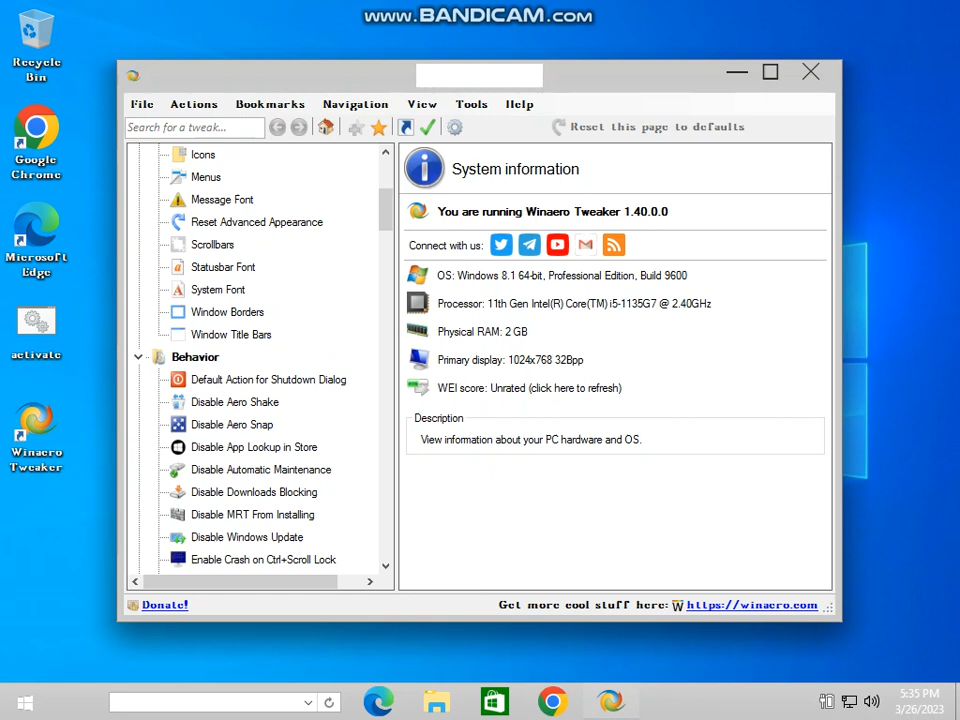 www.BANDICAM.com
Recycle
Bin
Google
Chrome
Microsoft
Edge
activate
Winaero
Tweaker
File Actions Bookmarks Navigation View Tools Help
Search for a tweak...
Reset this page to defaults
Icons
Menus
Message Font
Reset Advanced Appearance
Scrollbars
Statusbar Font
System Font
Window Borders
Window Title Bars
Behavior
Default Action for Shutdown Dialog
Disable Aero Shake
Disable Aero Snap
Disable App Lookup in Store
Disable Automatic Maintenance
Disable Downloads Blocking
Disable MRT From Installing
Disable Windows Update
Enable Crash on Ctrl+Scroll Lock
System information
You are running Winaero Tweaker 1.40.0.0
Connect with us:
OS: Windows 8.1 64-bit, Professional Edition, Build 9600
Processor: 11th Gen Intel(R) Core(TM) i5-1135G7 @ 2.40GHz
Physical RAM: 2 GB
Primary display: 1024x768 32Bpp
WEI score: Unrated (click here to refresh)
Description
View information about your PC hardware and OS.
Donate!
Get more cool stuff here: https://winaero.com
5:35 PM
3/26/2023